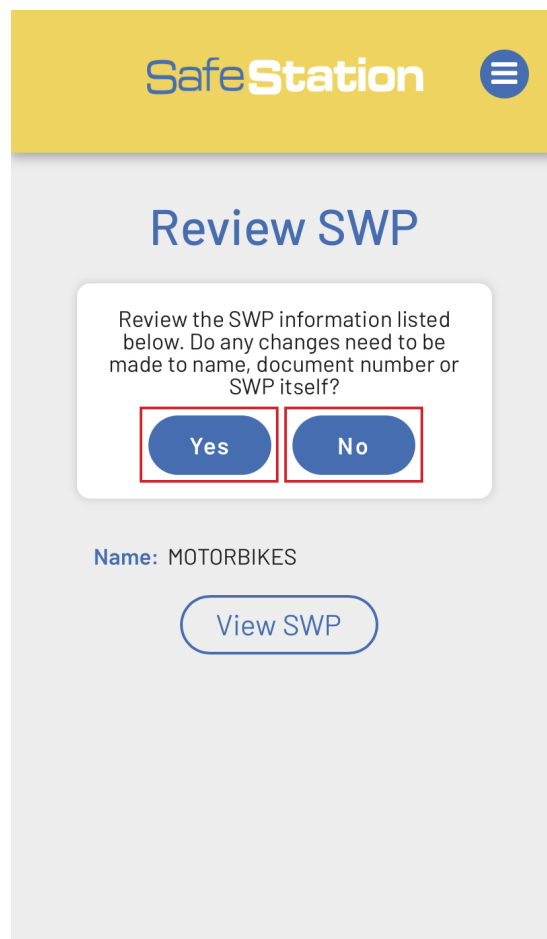 SafeStation
Review SWP
Review the SWP information listed
below. Do any changes need to be
made to name, document number or
SWP itself?
Yes No
Name: MOTORBIKES
View SWP